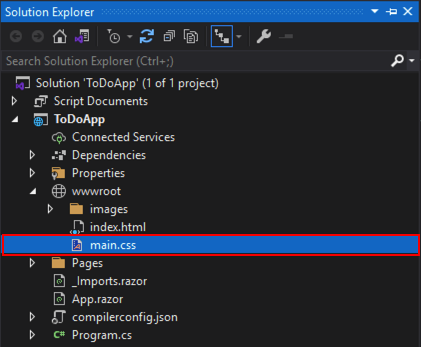 Solution Explorer
Search Solution Explorer (Ctrl+;)
Solution 'ToDoApp' (1 of 1 project)
Script Documents
ToDoApp
Connected Services
Dependencies
Properties
wwwroot
images
index.html
main.css
Pages
_Imports.razor
App.razor
compilerconfig.json
C# Program.cs